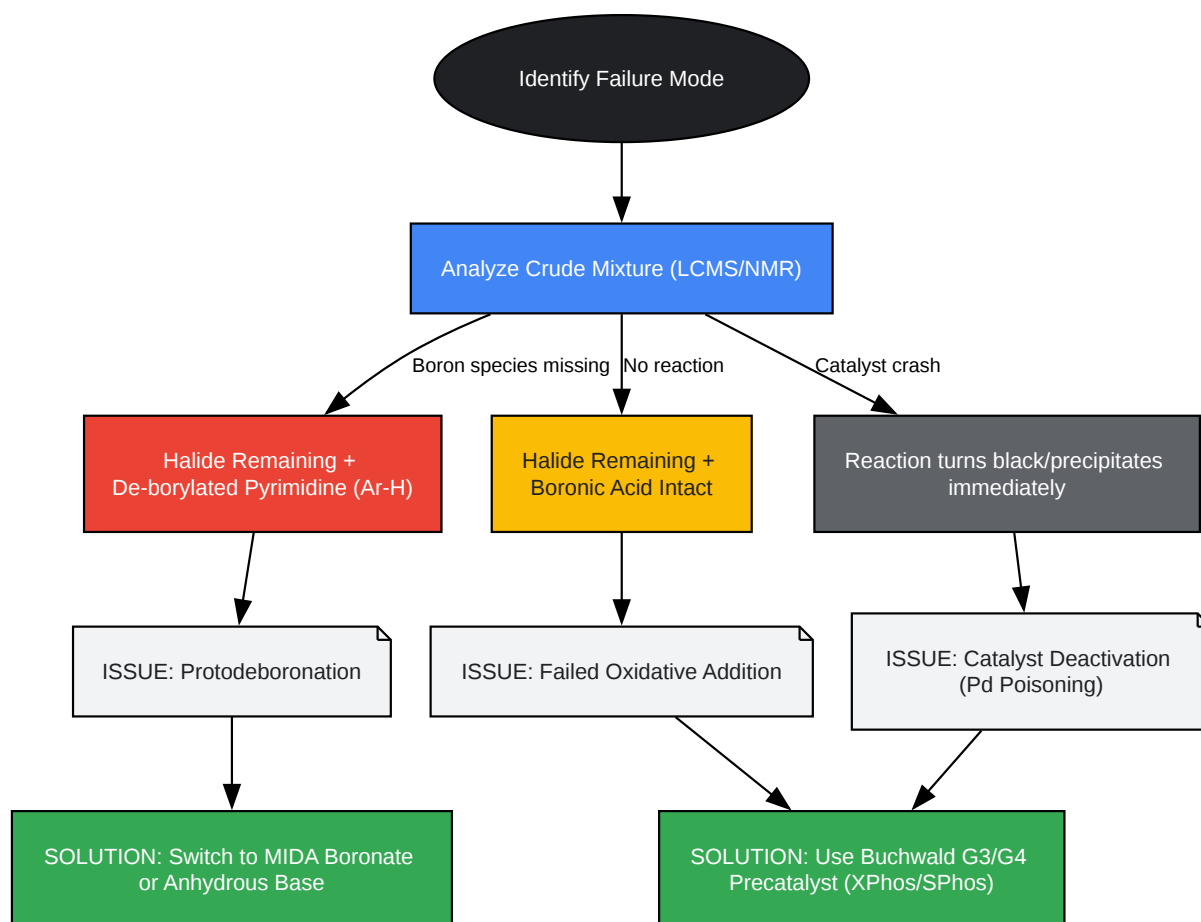 Identify Failure Mode
Analyze Crude Mixture (LCMS/NMR)
Boron species missing
No reaction
Catalyst crash
Halide Remaining +
De-borylated Pyrimidine (Ar-H)
Halide Remaining +
Boronic Acid Intact
Reaction turns black/precipitates
immediately
ISSUE: Protodeboronation
ISSUE: Failed Oxidative Addition
ISSUE: Catalyst Deactivation
(Pd Poisoning)
SOLUTION: Switch to MIDA Boronate
or Anhydrous Base
SOLUTION: Use Buchwald G3/G4
Precatalyst (XPhos/SPhos)